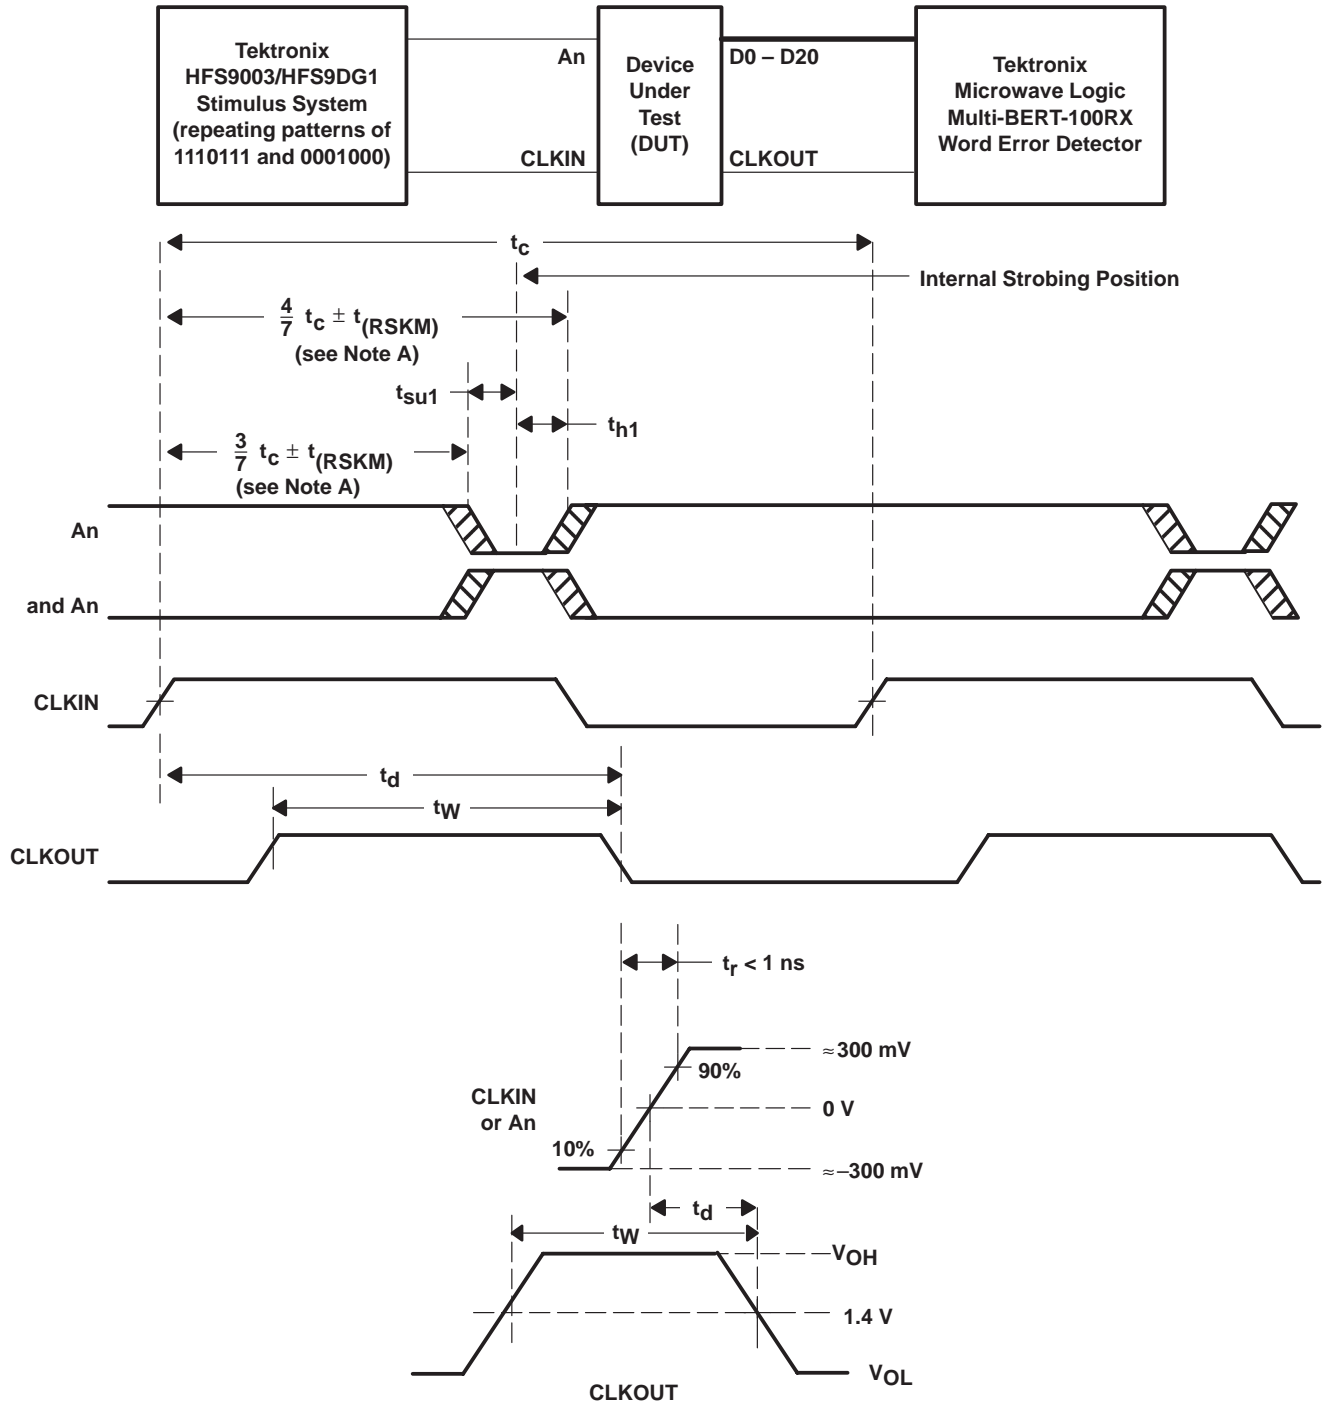 Tektronix
HFS9003/HFS9DG1
Stimulus System
(repeating patterns of
1110111 and 0001000)
An
CLKIN
Device
Under
Test
(DUT)
D0 – D20
CLKOUT
Tektronix
Microwave Logic
Multi-BERT-100RX
Word Error Detector
tc
Internal Strobing Position
4/7 tc ± t(RSKM)
(see Note A)
tsu1
th1
3/7 tc ± t(RSKM)
(see Note A)
An
and An
CLKIN
td
tW
CLKOUT
tr < 1 ns
≈300 mV
90%
CLKIN
or An
0 V
10%
≈–300 mV
td
tW
VOH
1.4 V
VOL
CLKOUT